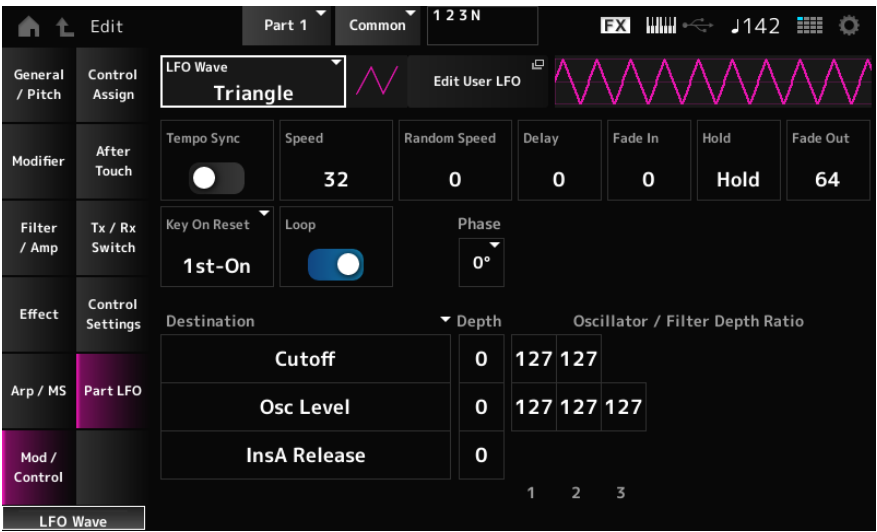 Edit
Part 1
Common
1 2 3 N
FX
♩142
General / Pitch
Control Assign
Modifier
After Touch
Filter / Amp
Tx / Rx Switch
Effect
Control Settings
Arp / MS
Part LFO
Mod / Control
LFO Wave
LFO Wave
Triangle
Edit User LFO
Tempo Sync
Speed
32
Random Speed
0
Delay
0
Fade In
0
Hold
Hold
Fade Out
64
Key On Reset
1st-On
Loop
Phase
0°
Destination
Depth
Oscillator / Filter Depth Ratio
Cutoff
0
127 127
Osc Level
0
127 127 127
InsA Release
0
1 2 3